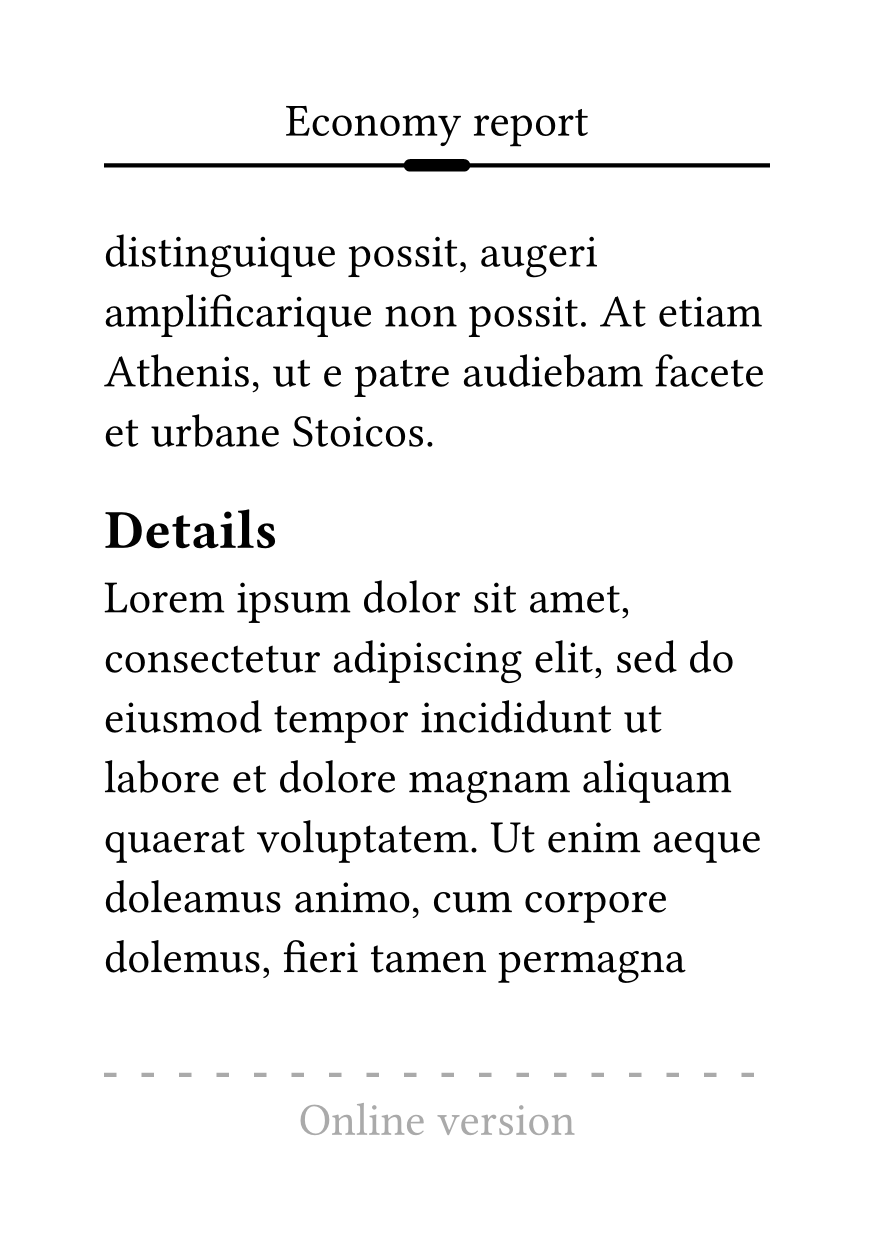 Economy report
distinguique possit, augeri
amplificarique non possit. At etiam
Athenis, ut e patre audiebam facete
et urbane Stoicos.
Details
Lorem ipsum dolor sit amet,
consectetur adipiscing elit, sed do
eiusmod tempor incididunt ut
labore et dolore magnam aliquam
quaerat voluptatem. Ut enim aeque
doleamus animo, cum corpore
dolemus, fieri tamen permagna
Online version